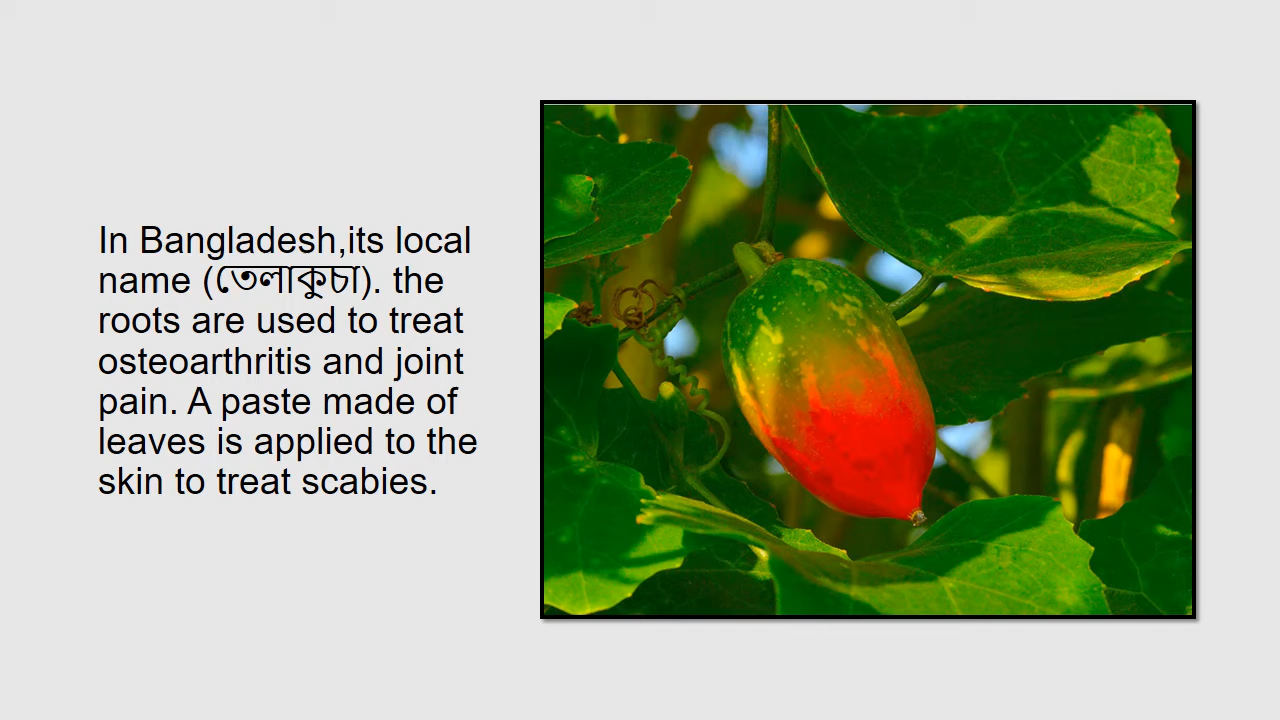 In Bangladesh,its local
name (তেলাকুচা). the
roots are used to treat
osteoarthritis and joint
pain. A paste made of
leaves is applied to the
skin to treat scabies.